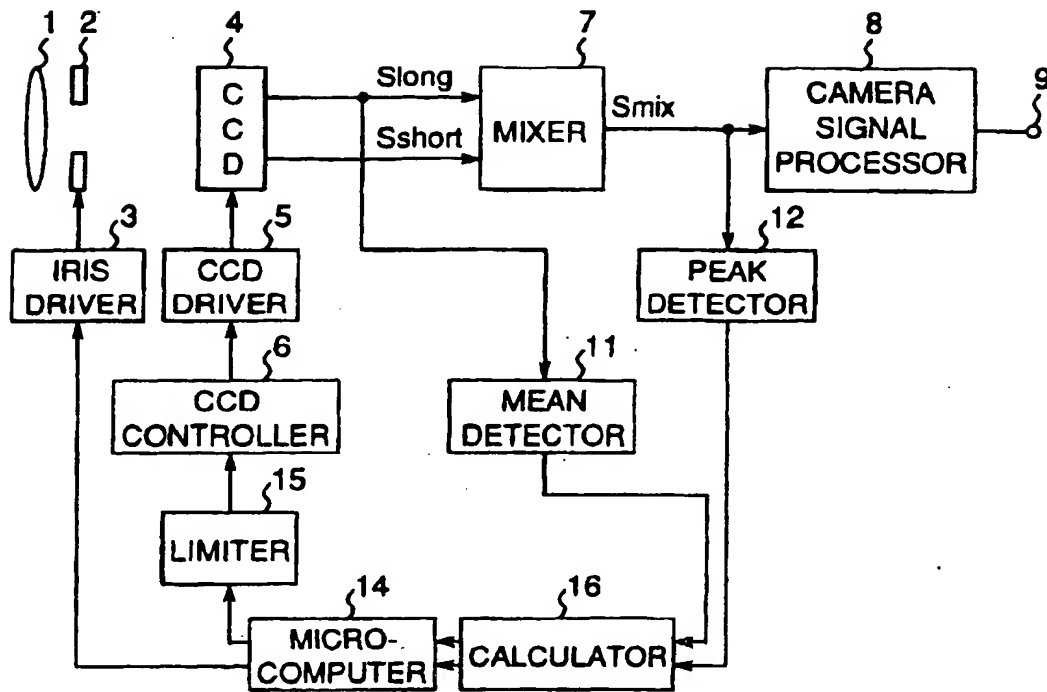 1
2
4
7
8
9
C
C
D
Slong
Sshort
MIXER
Smix
CAMERA
SIGNAL
PROCESSOR
3
5
12
IRIS
DRIVER
CCD
DRIVER
PEAK
DETECTOR
6
11
CCD
CONTROLLER
MEAN
DETECTOR
15
LIMITER
14
16
MICRO-
COMPUTER
CALCULATOR